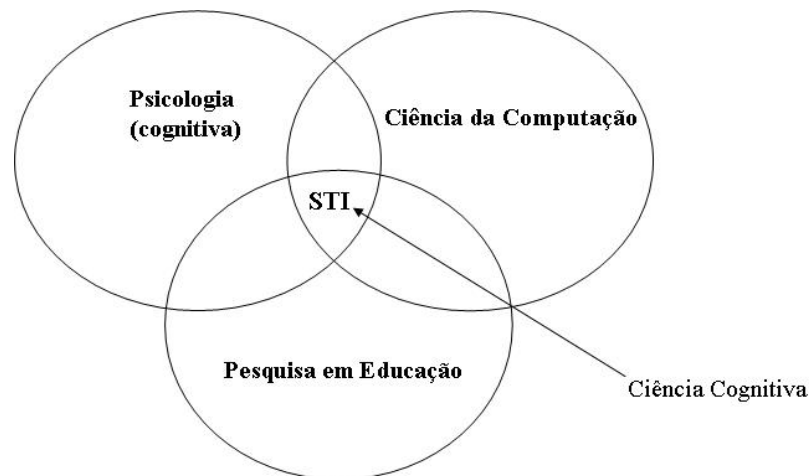 Psicologia
(cognitiva)
Ciência da Computação
STI
Pesquisa em Educação
Ciência Cognitiva